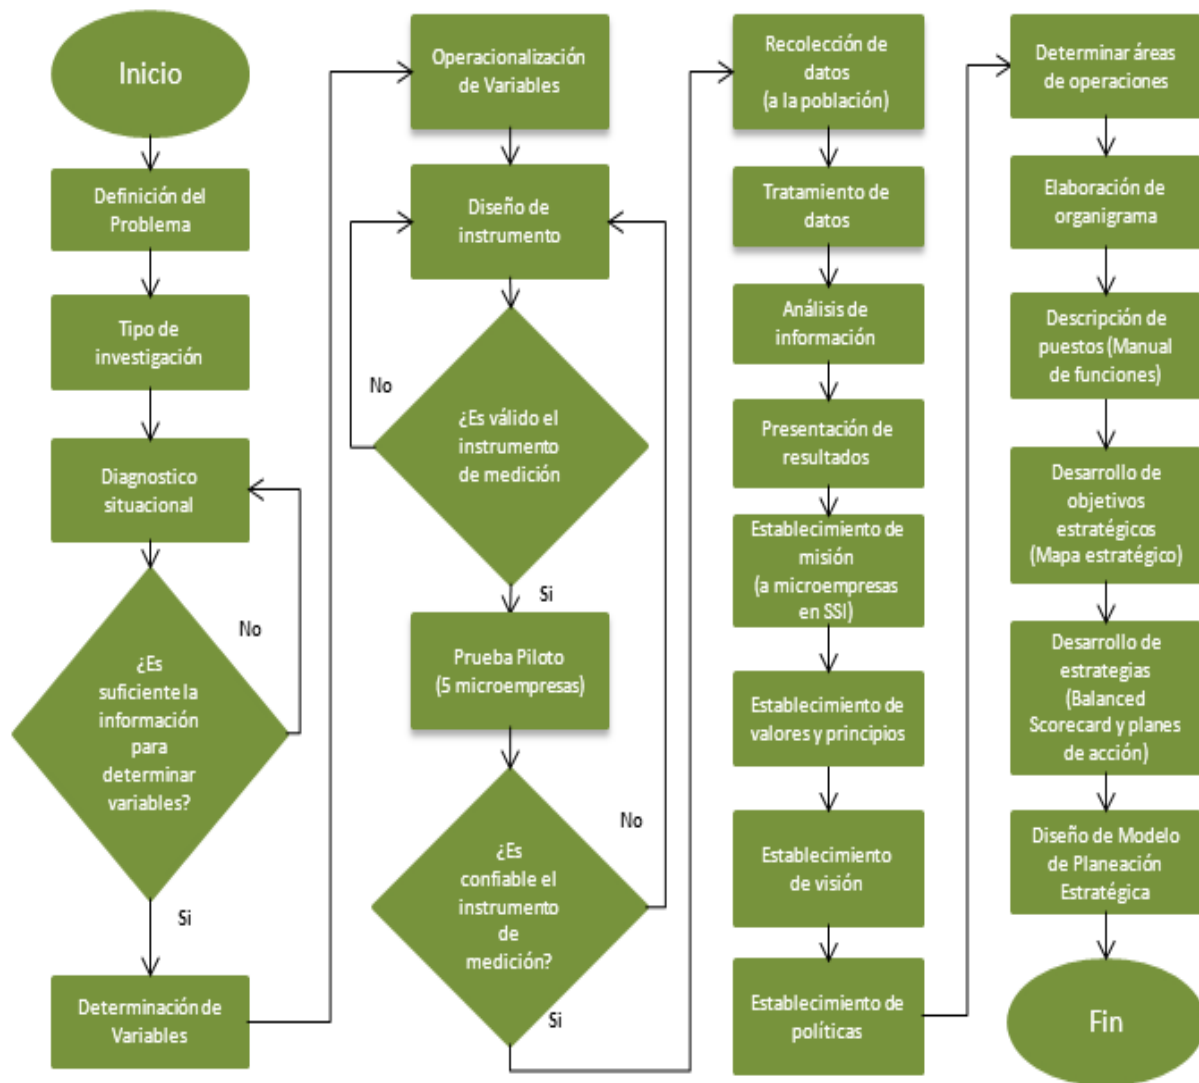 Inicio
Definición del
Problema
Tipo de
investigación
Diagnostico
situacional
No
¿Es
suficiente la
información
para
determinar
variables?
Si
Determinación de
Variables
Operacionalización
de Variables
Diseño de
instrumento
No
¿Es válido el
instrumento
de medición
Si
Prueba Piloto
(5 microempresas)
No
¿Es
confiable el
instrumento
de
medición?
Si
Recolección de
datos
(a la población)
Tratamiento de
datos
Análisis de
información
Presentación de
resultados
Establecimiento de
misión
(a microempresas
en SSI)
Establecimiento de
valores y principios
Establecimiento
de visión
Establecimiento de
políticas
Determinar áreas
de operaciones
Elaboración de
organigrama
Descripción de
puestos (Manual
de funciones)
Desarrollo de
objetivos
estratégicos
(Mapa estratégico)
Desarrollo de
estrategias
(Balanced
Scorecard y planes
de acción)
Diseño de Modelo
de Planeación
Estratégica
Fin